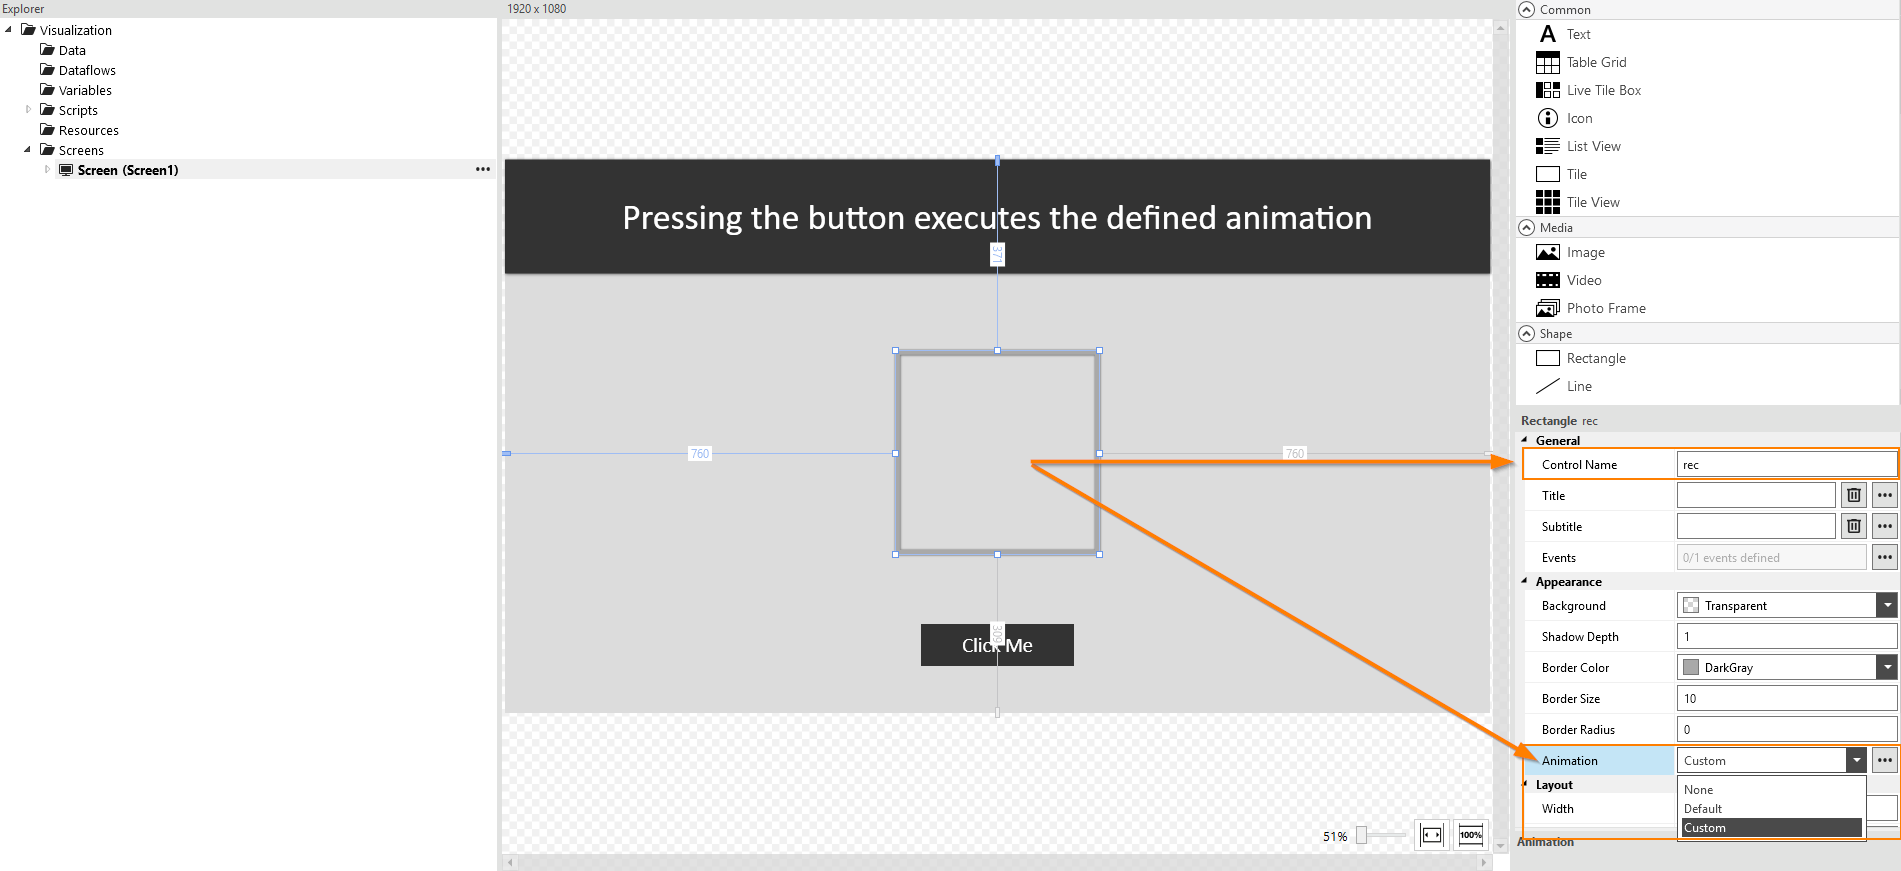 Explorer
Visualization
Data
Dataflows
Variables
Scripts
Resources
Screens
Screen (Screen1)
1920 x 1080
Pressing the button executes the defined animation
371
760
760
309
Click Me
51%
100%
Common
Text
Table Grid
Live Tile Box
Icon
List View
Tile
Tile View
Media
Image
Video
Photo Frame
Shape
Rectangle
Line
Rectangle rec
General
Control Name rec
Title
Subtitle
Events 0/1 events defined
Appearance
Background Transparent
Shadow Depth 1
Border Color DarkGray
Border Size 10
Border Radius 0
Animation Custom
Layout
None
Width
Default
Custom
Animation